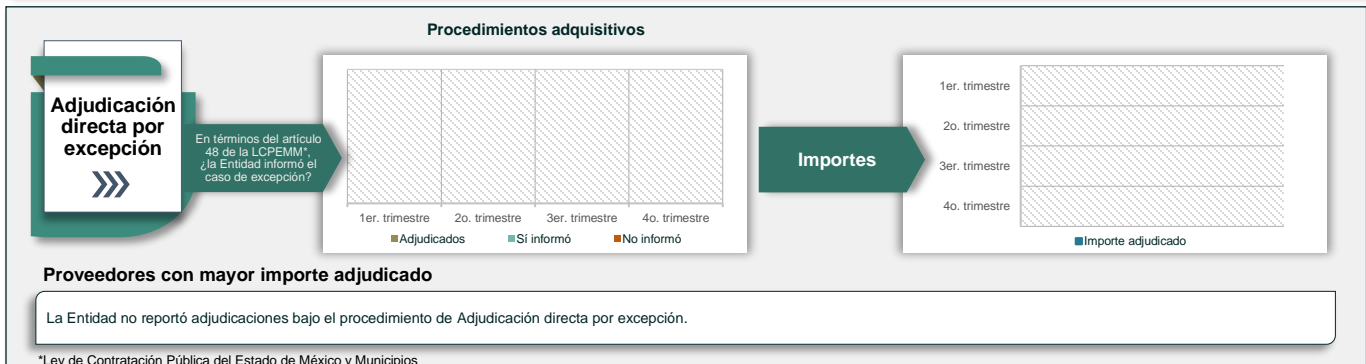 Procedimientos adquisitivos
Adjudicación
directa por
excepción
En términos del artículo
48 de la LCPEMM*,
¿la Entidad informó el
caso de excepción?
1er. trimestre 2o. trimestre 3er. trimestre 4o. trimestre
Adjudicados Sí informó No informó
Importes
1er. trimestre
2o. trimestre
3er. trimestre
4o. trimestre
Importe adjudicado
Proveedores con mayor importe adjudicado
La Entidad no reportó adjudicaciones bajo el procedimiento de Adjudicación directa por excepción.
*Ley de Contratación Pública del Estado de México y Municipios